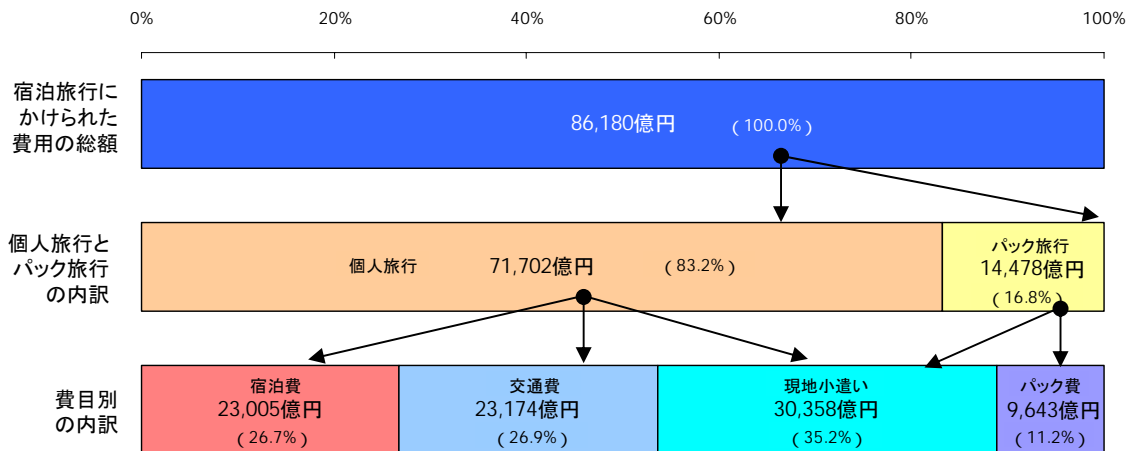 0%
20%
40%
60%
80%
100%
宿泊旅行に
かけられた
費用の総額
86,180億円 (100.0%)
個人旅行と
パック旅行
の内訳
個人旅行 71,702億円 (83.2%)
パック旅行
14,478億円
(16.8%)
費目別
の内訳
宿泊費
23,005億円
(26.7%)
交通費
23,174億円
(26.9%)
現地小遣い
30,358億円
(35.2%)
パック費
9,643億円
(11.2%)